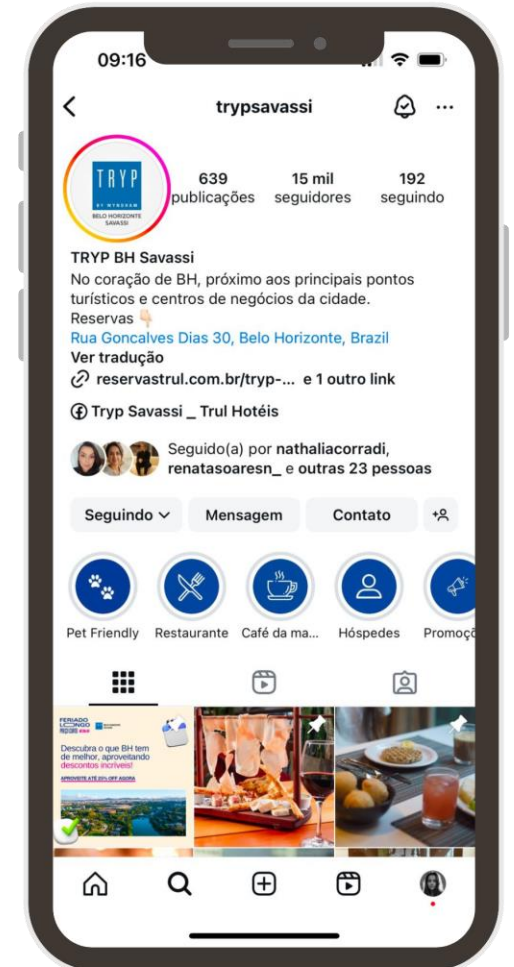 09:16
trypsavassi
TRYP
BY WYNDHAM
BELO HORIZONTE
SAVASSI
639
publicações
15 mil
seguidores
192
seguindo
TRYP BH Savassi
No coração de BH, próximo aos principais pontos
turísticos e centros de negócios da cidade.
Reservas
Rua Goncalves Dias 30, Belo Horizonte, Brazil
Ver tradução
reservastrul.com.br/tryp-... e 1 outro link
Tryp Savassi _ Trul Hotéis
Seguido(a) por nathaliacorradi,
renatasoaresn_ e outras 23 pessoas
Seguindo
Mensagem
Contato
Pet Friendly
Restaurante
Café da ma...
Hóspedes
Promoçõ
FERIADO
LONGO
PREÇO CURTO
Descubra o que BH tem
de melhor, aproveitando
descontos incríveis!